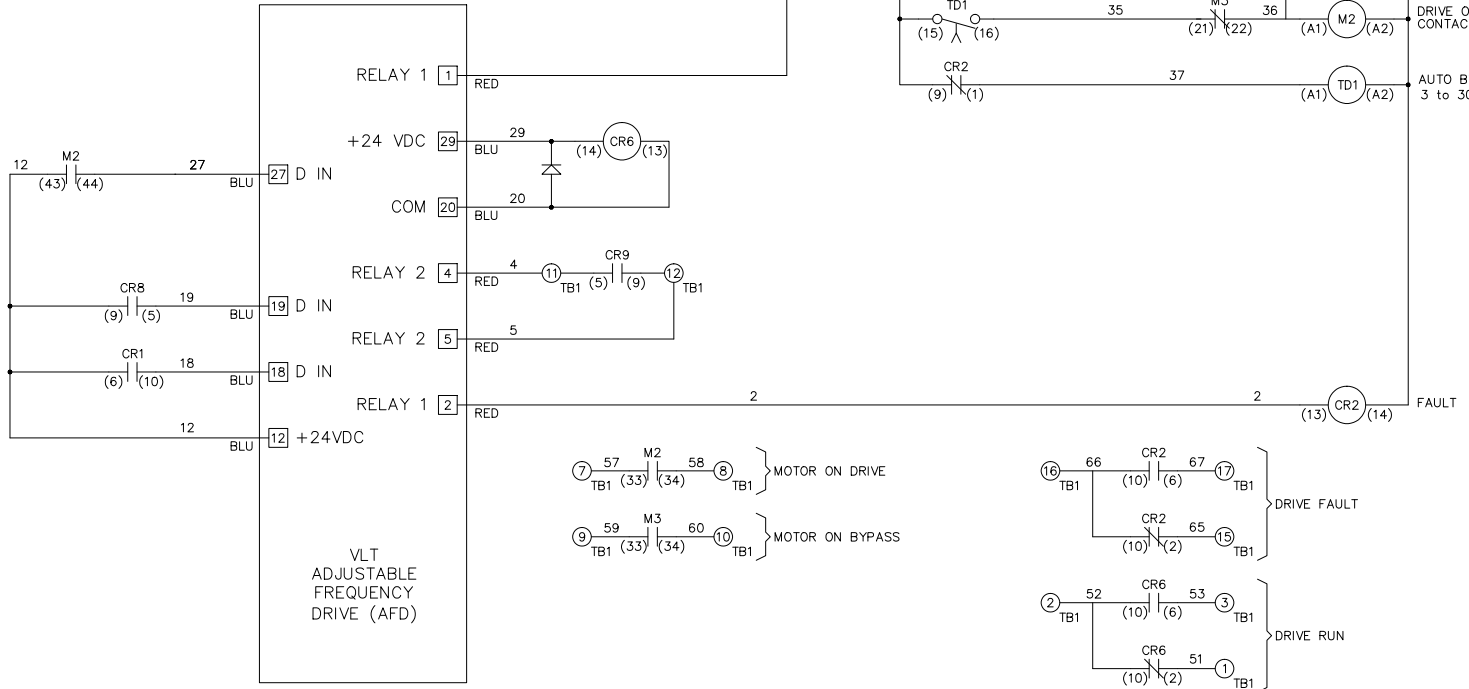 TD1
(15) (16)
35
M3
(21) (22)
36
(A1) M2 (A2)
DRIVE O
CONTAC
CR2
(9) (1)
37
(A1) TD1 (A2)
AUTO B
3 to 30
RELAY 1 1
RED
+24 VDC 29
29
BLU
(14) CR6 (13)
12
M2
(43) (44)
27
BLU
27 D IN
COM 20
20
BLU
RELAY 2 4
4
RED
11
TB1
CR9
(5) (9)
12
TB1
CR8
(9) (5)
19
BLU
19 D IN
RELAY 2 5
5
RED
CR1
(6) (10)
18
BLU
18 D IN
RELAY 1 2
RED
2
2
(13) CR2 (14)
FAULT
12
BLU
12 +24VDC
7
TB1
57
M2
(33) (34)
58
8
TB1
MOTOR ON DRIVE
9
TB1
59
M3
(33) (34)
60
10
TB1
MOTOR ON BYPASS
16
TB1
66
CR2
(10) (6)
67
17
TB1
CR2
(10) (2)
65
15
TB1
DRIVE FAULT
2
TB1
52
CR6
(10) (6)
53
3
TB1
CR6
(10) (2)
51
1
TB1
DRIVE RUN
VLT
ADJUSTABLE
FREQUENCY
DRIVE (AFD)